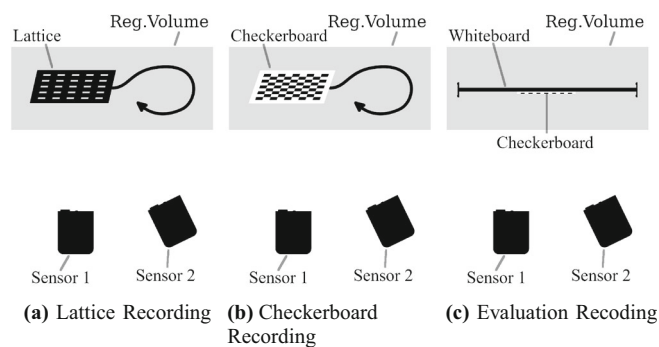 Reg.Volume
Lattice
Sensor 1
Sensor 2
(a) Lattice Recording
Reg.Volume
Checkerboard
Sensor 1
Sensor 2
(b) Checkerboard
Recording
Reg.Volume
Whiteboard
Checkerboard
Sensor 1
Sensor 2
(c) Evaluation Recoding